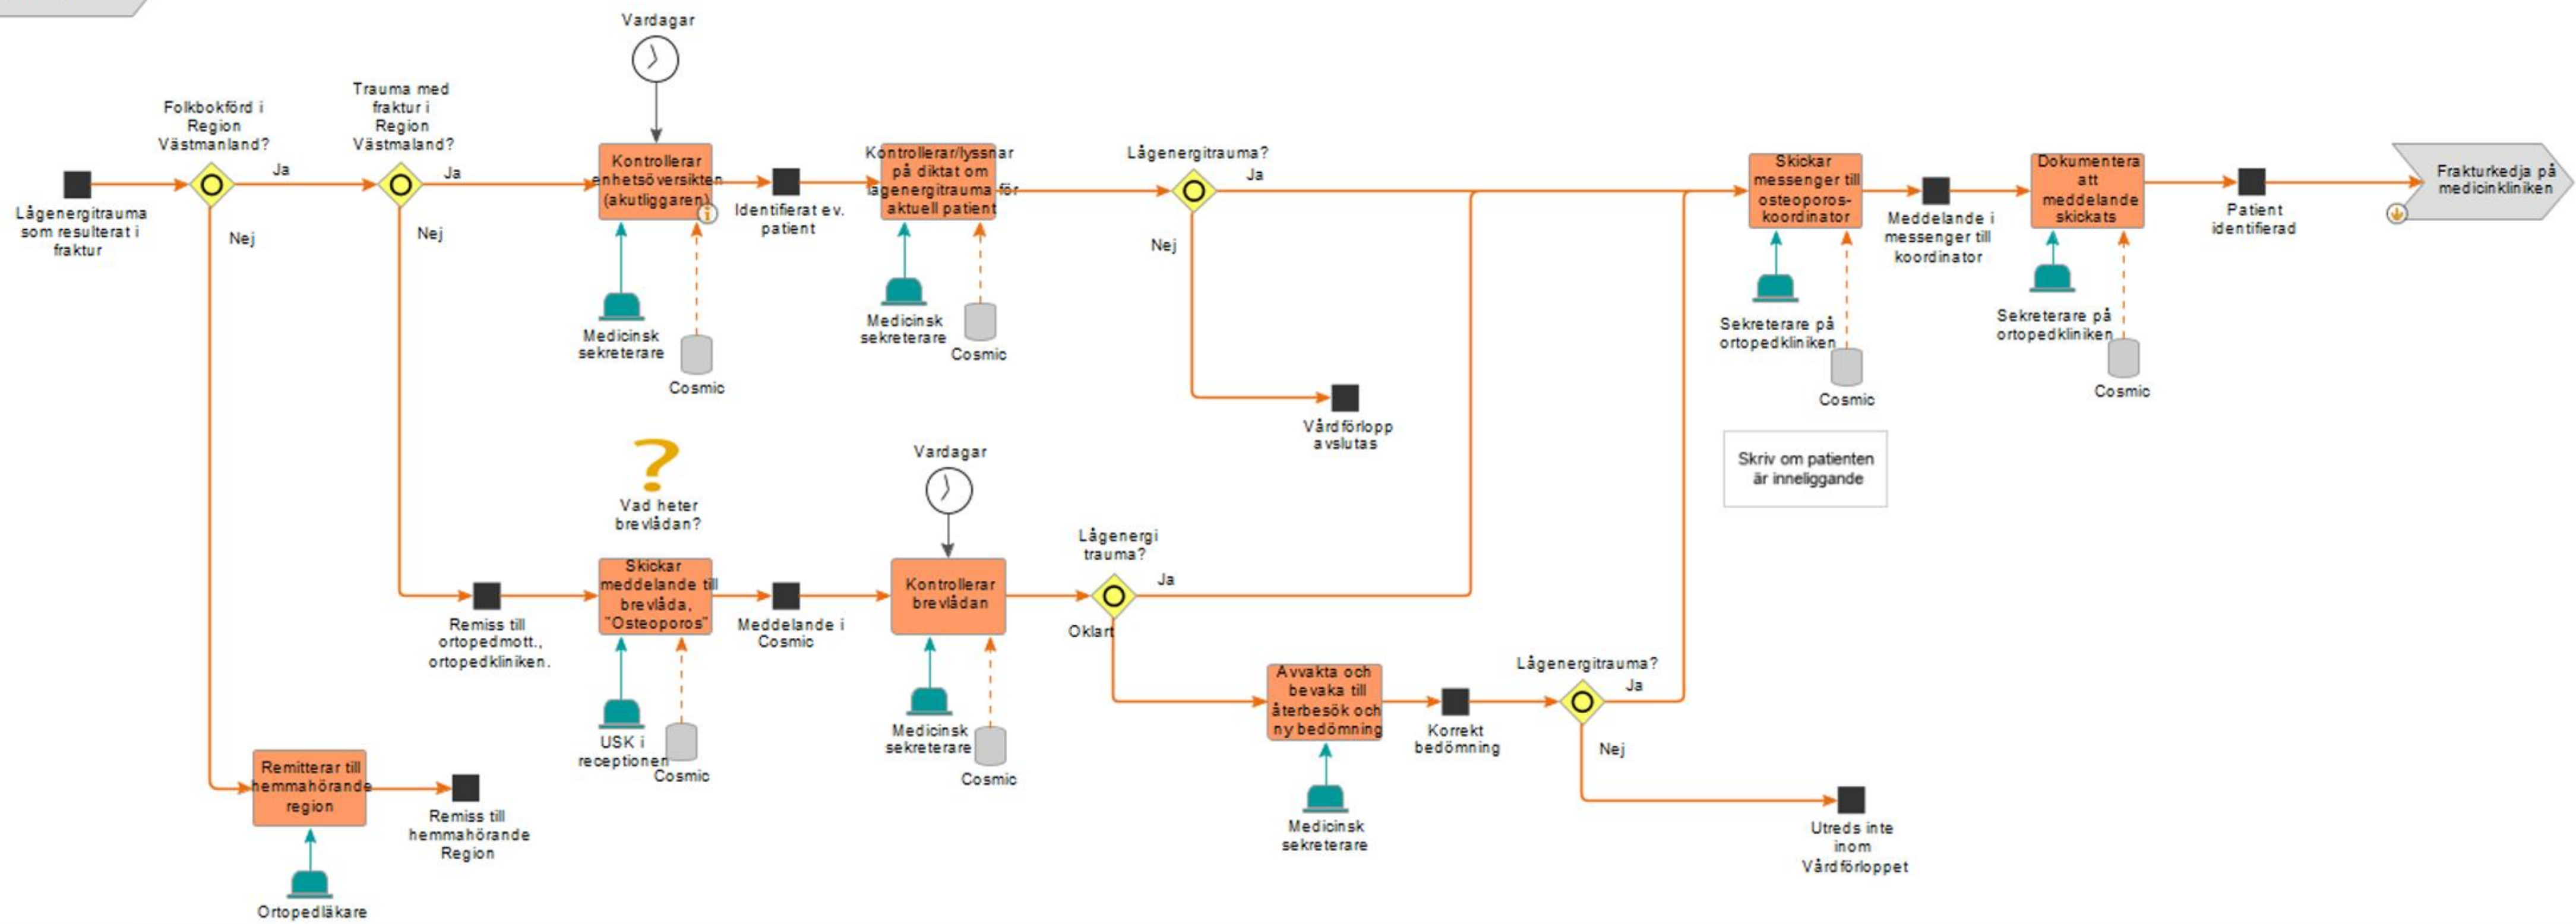 Vardagar
Folkbokförd i
Region
Västmanland?
Trauma med
fraktur i
Region
Västmaland?
Lågenergitrauma
som resulterat i
fraktur
Ja
Nej
Ja
Nej
Kontrollerar
enhetsöversikten
(akutliggaren)
Medicinsk
sekreterare
Cosmic
Identifierat ev.
patient
Kontrollerar/lyssnar
på diktat om
lågenergitrauma för
aktuell patient
Medicinsk
sekreterare
Cosmic
Lågenergitrauma?
Ja
Nej
Vårdförlopp
avslutas
Skickar
messenger till
osteoporos-
koordinator
Sekreterare på
ortopedkliniken
Cosmic
Meddelande i
messenger till
koordinator
Dokumentera
att
meddelande
skickats
Sekreterare på
ortopedkliniken
Cosmic
Patient
identifierad
Frakturkedja på
medicinkliniken
Skriv om patienten
är inneliggande
?
Vad heter
brevlådan?
Remiss till
ortopedmott.,
ortopedkliniken.
Skickar
meddelande till
brevlåda,
"Osteoporos"
USK i
receptionen
Cosmic
Meddelande i
Cosmic
Vardagar
Kontrollerar
brevlådan
Medicinsk
sekreterare
Cosmic
Lågenergi
trauma?
Ja
Oklart
Avvakta och
bevaka till
återbesök och
ny bedömning
Medicinsk
sekreterare
Korrekt
bedömning
Lågenergitrauma?
Ja
Nej
Utreds inte
inom
Vårdförloppet
Remitterar till
hemmahörande
region
Ortopedläkare
Remiss till
hemmahörande
Region